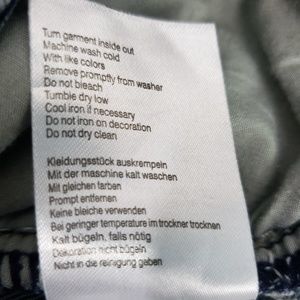 Turn garment inside out
Machine wash cold
With like colors
Remove promptly from washer
Do not bleach
Tumble dry low
Cool iron if necessary
Do not iron on decoration
Do not dry clean
Kleidungsstück auskrempeln
Mit der maschine kalt waschen
Mit gleichen farben
Prompt entfernen
Keine bleiche verwenden
Bei geringer temperature im trockner trockner
Kalt bügeln, falls nötig
Dekoration nicht bügeln
Nicht in die reinigung geben